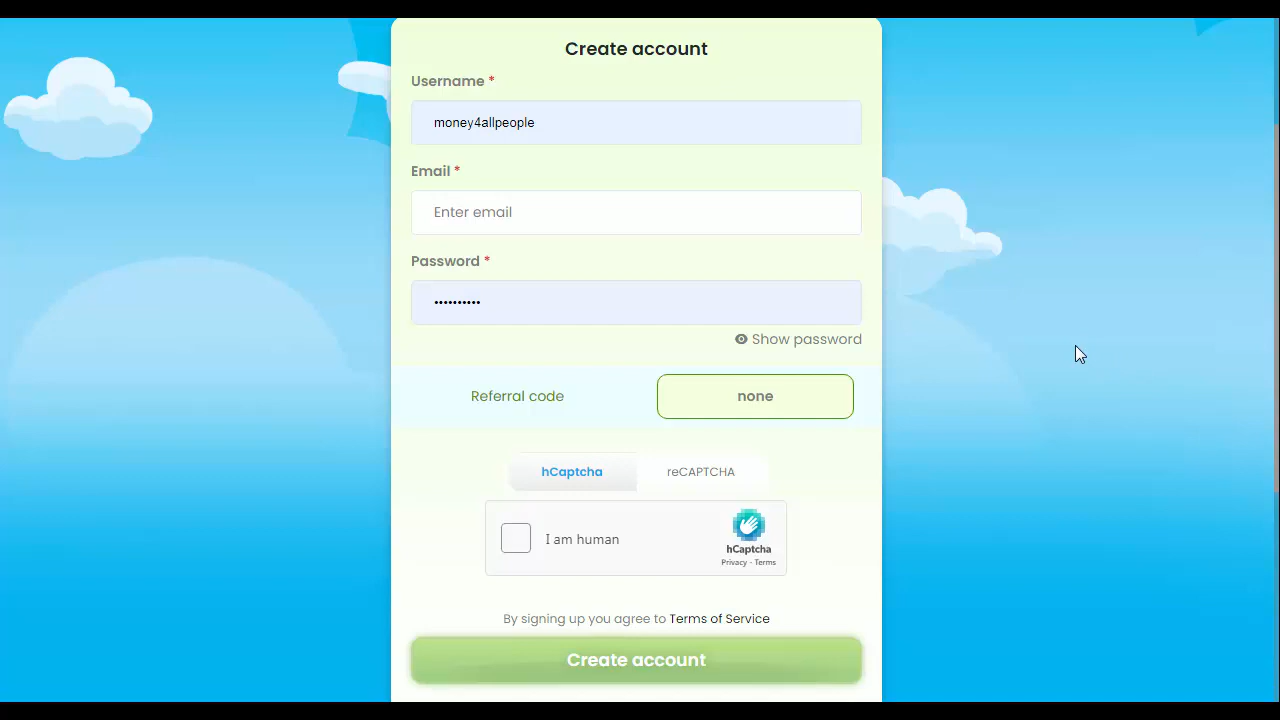 Create account
Username *
money4allpeople
Email *
Enter email
Password *
••••••••••
Show password
Referral code
none
hCaptcha
reCAPTCHA
I am human
hCaptcha
Privacy - Terms
By signing up you agree to Terms of Service
Create account